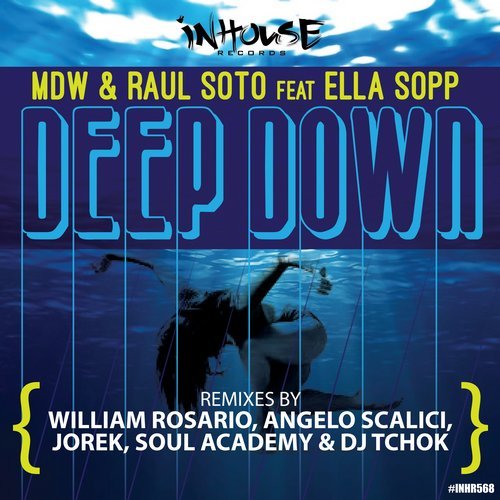 INHOUSE
RECORDS
MDW & RAUL SOTO FEAT ELLA SOPP
DEEP DOWN
REMIXES BY
{ WILLIAM ROSARIO, ANGELO SCALICI,
JOREK, SOUL ACADEMY & DJ TCHOK }
#INHR568